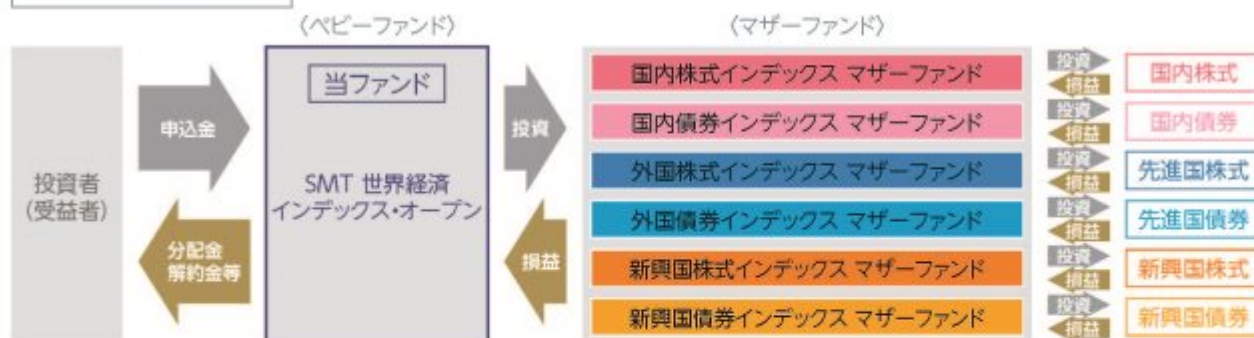 〈ベビーファンド〉
〈マザーファンド〉
投資者
(受益者)
申込金
分配金
解約金等
当ファンド
SMT 世界経済
インデックス・オープン
投資
損益
国内株式インデックス マザーファンド
投資
損益
国内株式
国内債券インデックス マザーファンド
投資
損益
国内債券
外国株式インデックス マザーファンド
投資
損益
先進国株式
外国債券インデックス マザーファンド
投資
損益
先進国債券
新興国株式インデックス マザーファンド
投資
損益
新興国株式
新興国債券インデックス マザーファンド
投資
損益
新興国債券